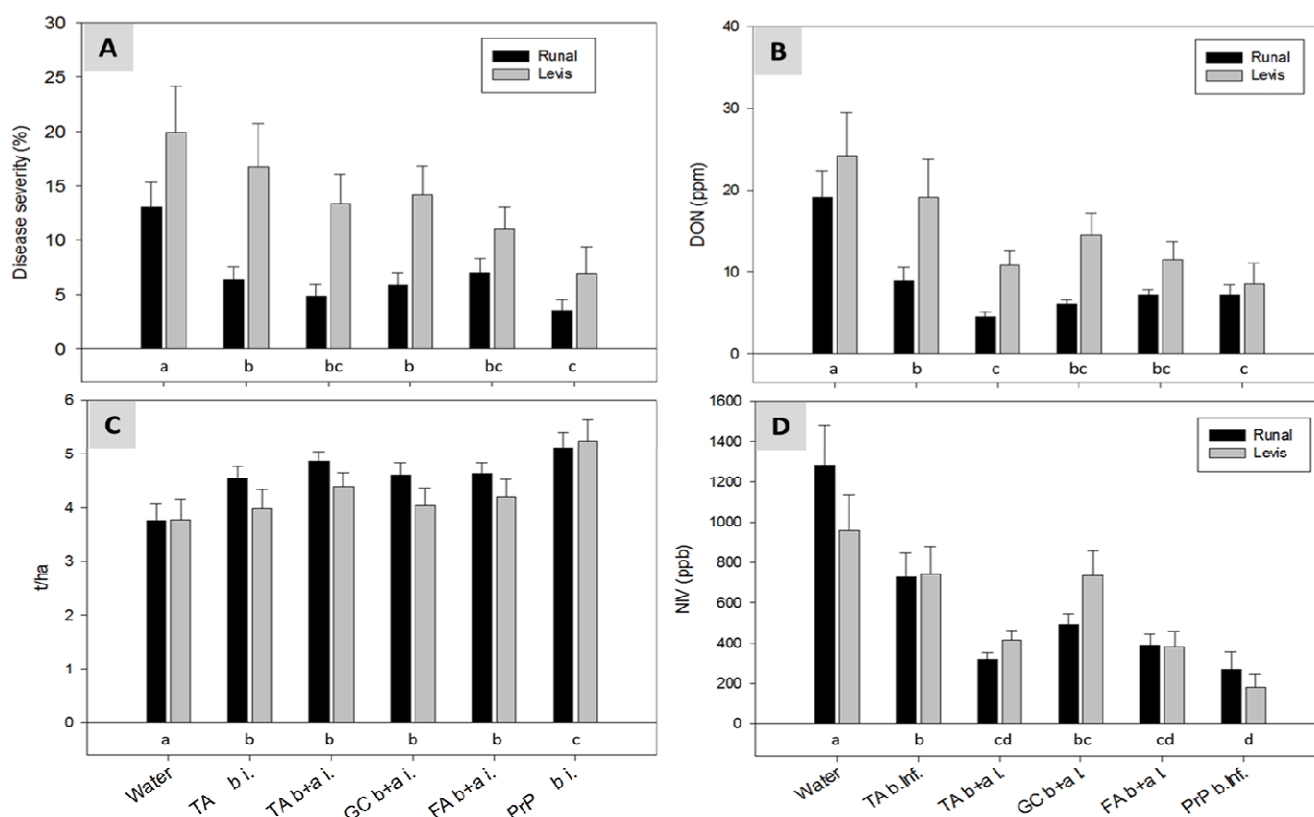 A
Runal
Levis
Disease severity (%)
30
25
20
15
10
5
0
a b bc b bc c
B
Runal
Levis
DON (ppm)
40
30
20
10
0
a b c bc bc c
C
t/ha
6
5
4
3
2
1
0
a b b b b c
Water
TA b i.
TA b+a i.
GC b+a i.
FA b+a i.
PrP b i.
D
Runal
Levis
NIV (ppb)
1600
1400
1200
1000
800
600
400
200
0
a b cd bc cd d
Water
TA b.Inf.
TA b+a I.
GC b+a I.
FA b+a I.
PrP b.Inf.